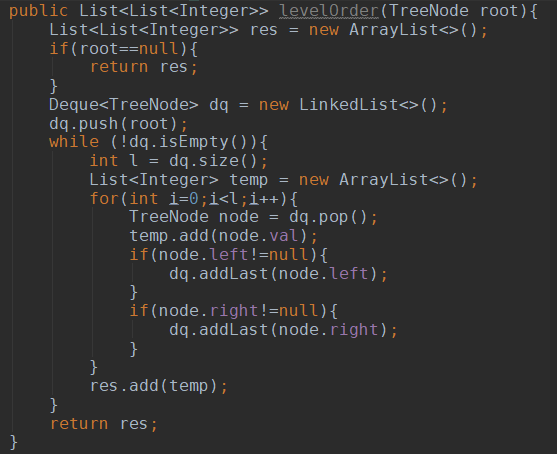 public List<List<Integer>> levelOrder(TreeNode root){
    List<List<Integer>> res = new ArrayList<>();
    if(root==null){
        return res;
    }
    Deque<TreeNode> dq = new LinkedList<>();
    dq.push(root);
    while (!dq.isEmpty()){
        int l = dq.size();
        List<Integer> temp = new ArrayList<>();
        for(int i=0;i<l;i++){
            TreeNode node = dq.pop();
            temp.add(node.val);
            if(node.left!=null){
                dq.addLast(node.left);
            }
            if(node.right!=null){
                dq.addLast(node.right);
            }
        }
        res.add(temp);
    }
    return res;
}